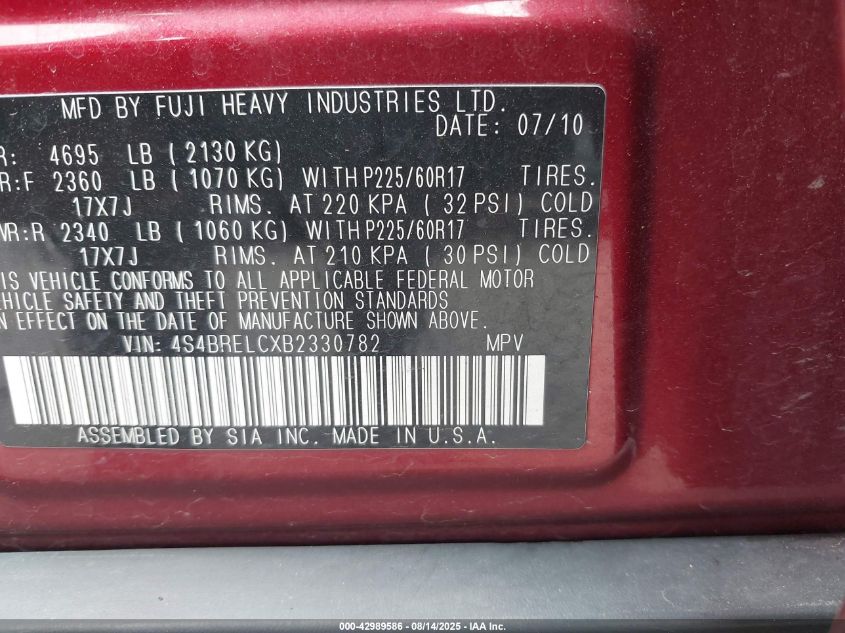 MFD BY FUJI HEAVY INDUSTRIES LTD.
DATE: 07/10
R: 4695 LB ( 2130 KG)
R:F 2360 LB ( 1070 KG) WITH P225/60R17 TIRES.
17X7J RIMS. AT 220 KPA ( 32 PSI) COLD
WR:R 2340 LB ( 1060 KG) WITH P225/60R17 TIRES.
17X7J RIMS. AT 210 KPA ( 30 PSI) COLD
IS VEHICLE CONFORMS TO ALL APPLICABLE FEDERAL MOTOR
EHICLE SAFETY AND THEFT PREVENTION STANDARDS
N EFFECT ON THE DATE OF MANUFACTURE SHOWN ABOVE.
VIN: 4S4BRELCXB2330782 MPV
ASSEMBLED BY SIA INC. MADE IN U.S.A.
000-42989586 - 08/14/2025 - IAA Inc.